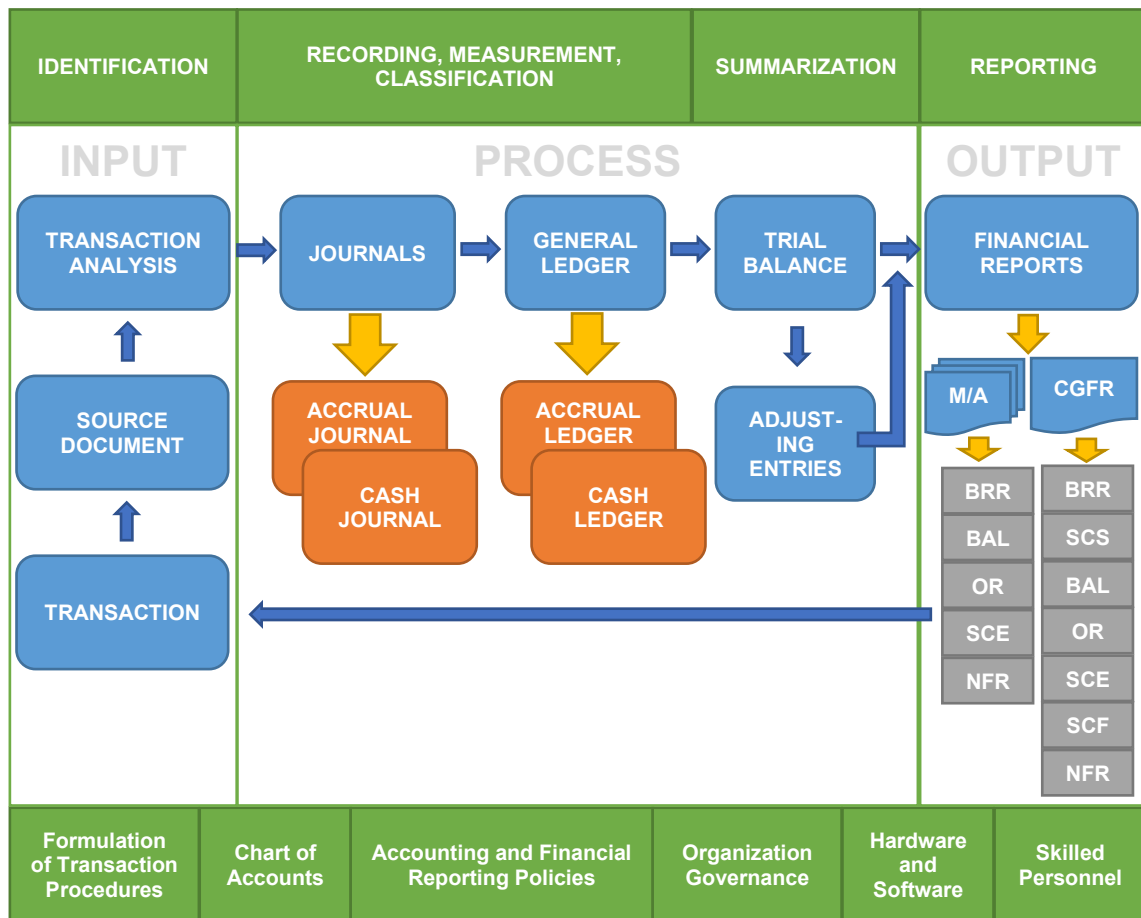 IDENTIFICATION
RECORDING, MEASUREMENT,
CLASSIFICATION
SUMMARIZATION
REPORTING
INPUT
PROCESS
OUTPUT
TRANSACTION
ANALYSIS
JOURNALS
GENERAL
LEDGER
TRIAL
BALANCE
FINANCIAL
REPORTS
SOURCE
DOCUMENT
ACCRUAL
JOURNAL
CASH
JOURNAL
ACCRUAL
LEDGER
CASH
LEDGER
ADJUST-
ING
ENTRIES
M/A
CGFR
TRANSACTION
BRR
BAL
OR
SCE
NFR
BRR
SCS
BAL
OR
SCE
SCF
NFR
Formulation
of Transaction
Procedures
Chart of
Accounts
Accounting and Financial
Reporting Policies
Organization
Governance
Hardware
and
Software
Skilled
Personnel